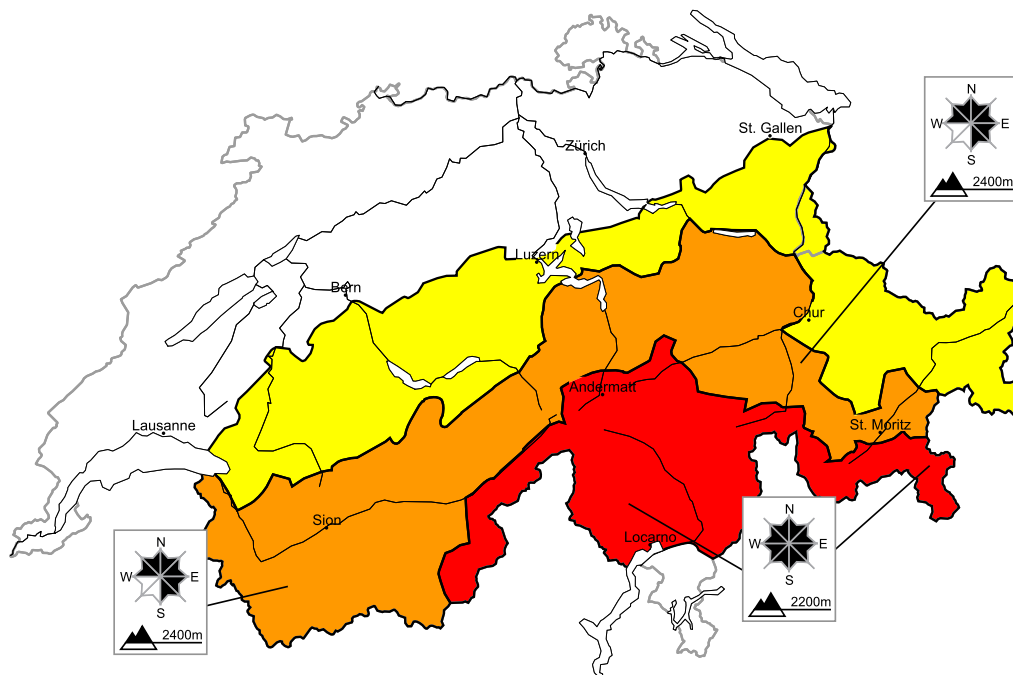 St. Gallen
Zürich
N
W E
S
2400m
Luzern
Bern
Chur
Andermatt
Lausanne
St. Moritz
Sion
N
W E
S
2200m
Locarno
N
W E
S
2400m